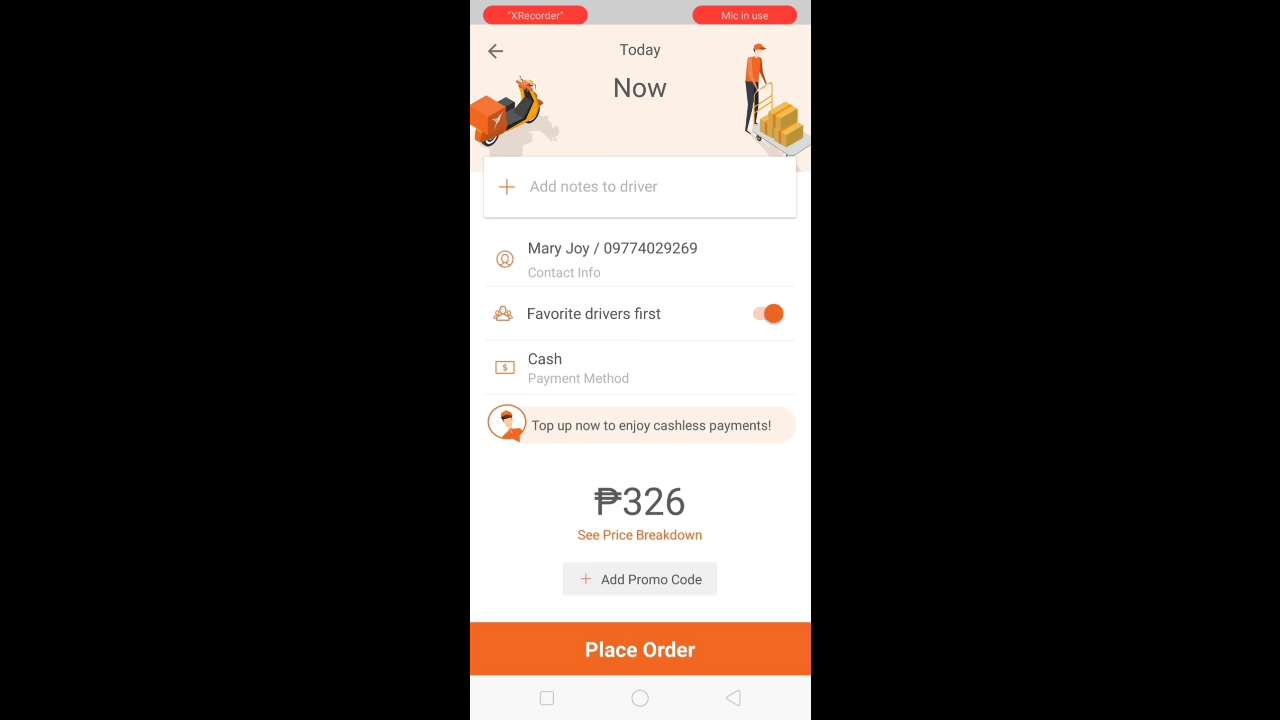 "XRecorder"
Mic in use
Today
Now
Add notes to driver
Mary Joy / 09774029269
Contact Info
Favorite drivers first
$
Cash
Payment Method
Top up now to enjoy cashless payments!
₱326
See Price Breakdown
+ Add Promo Code
Place Order